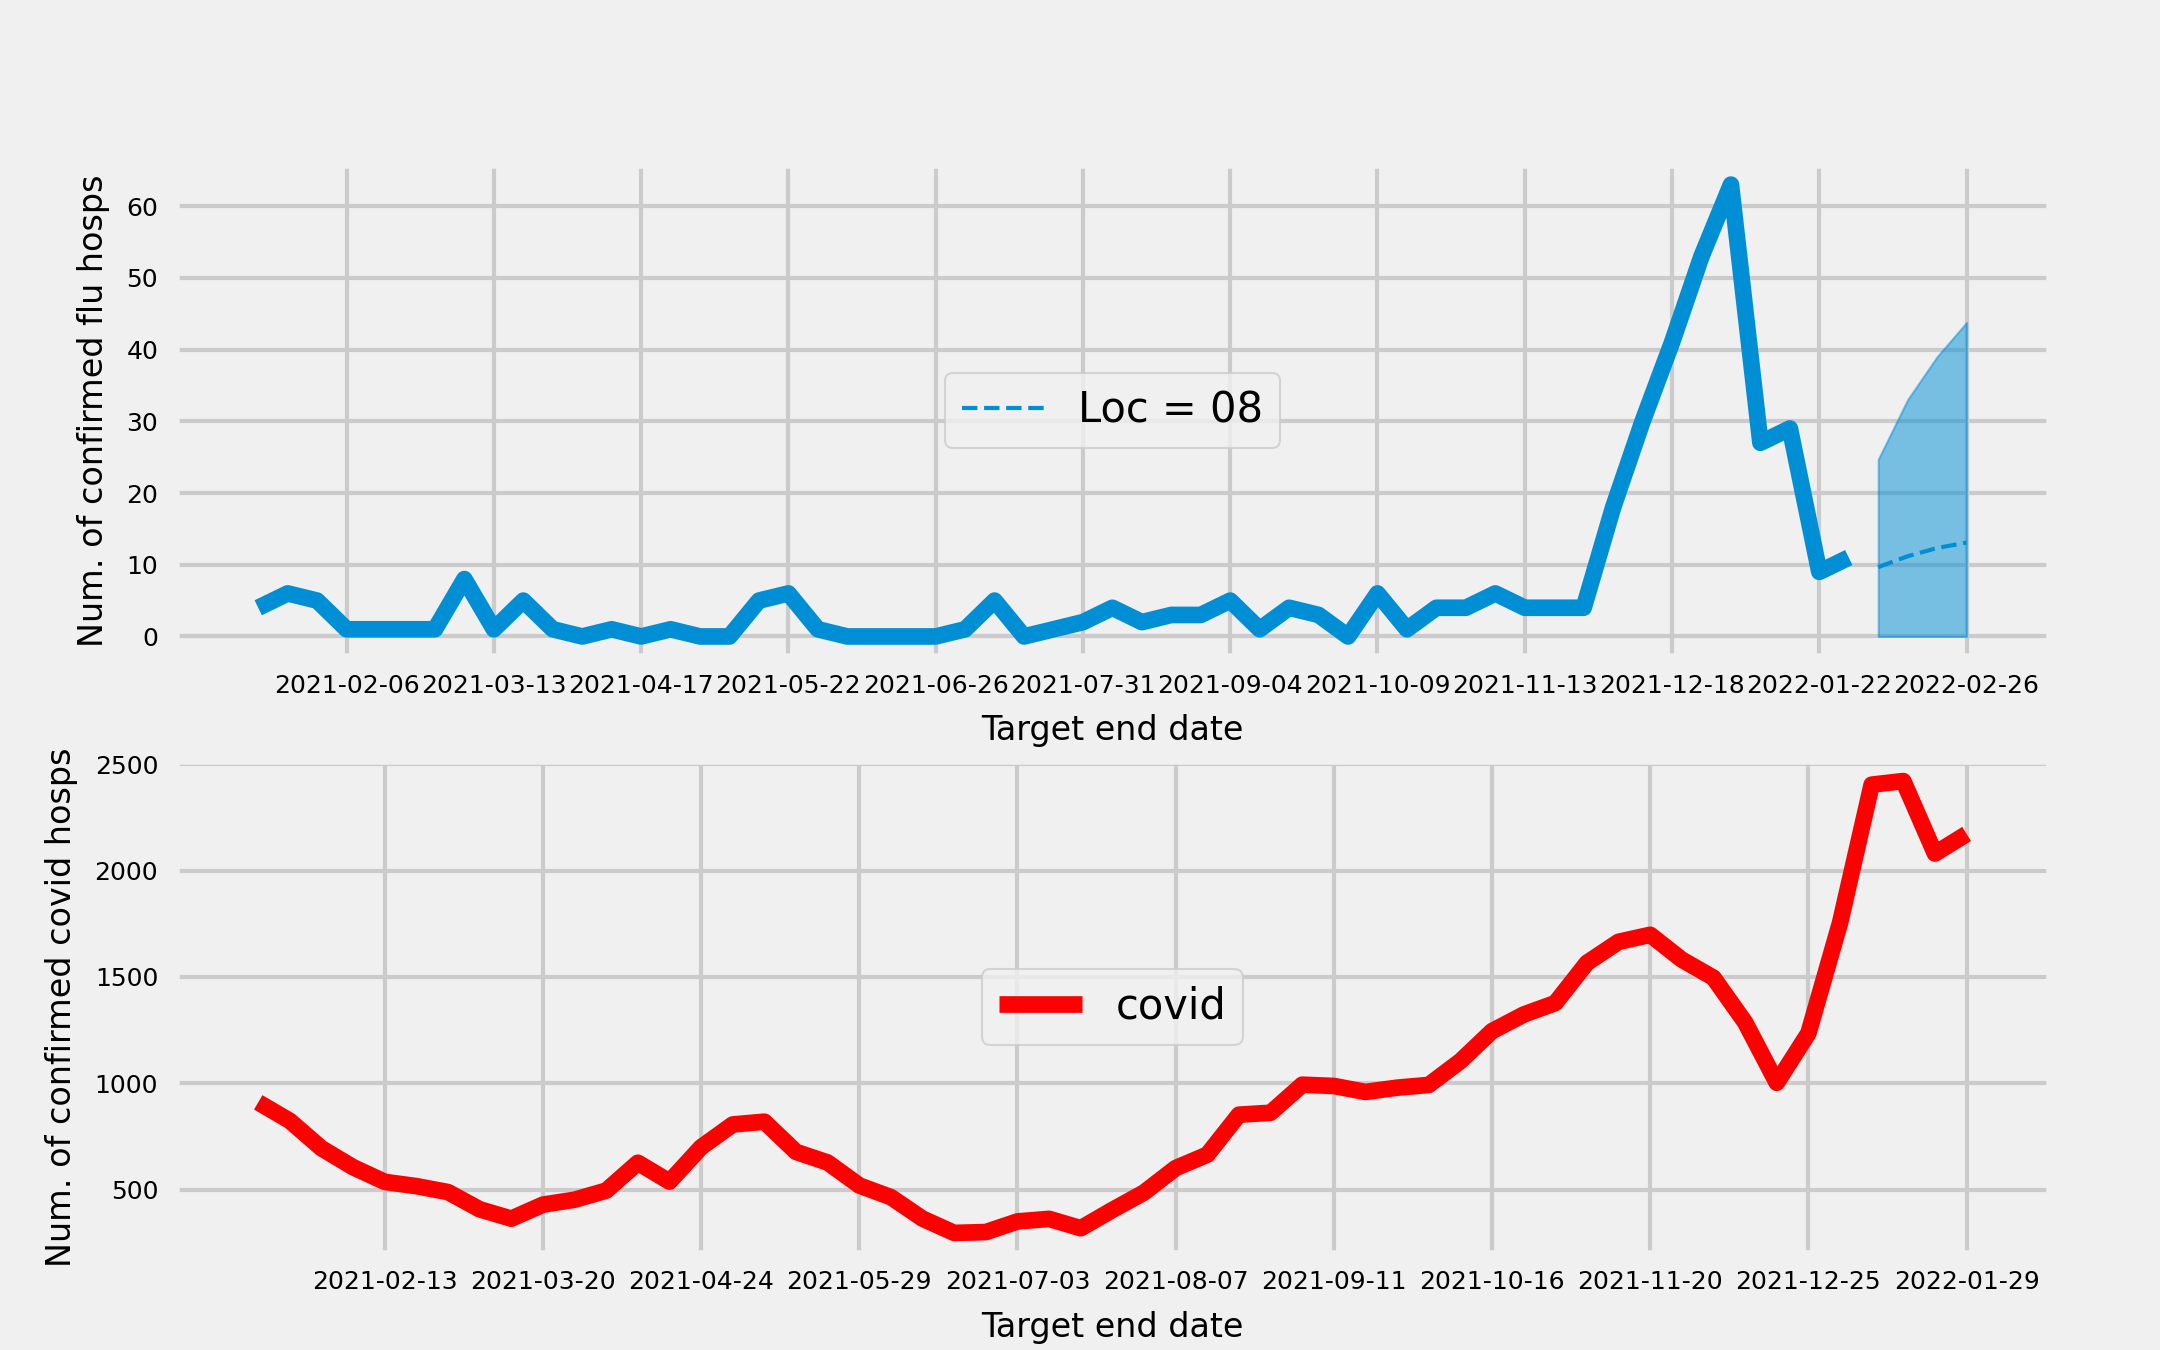 Num. of confirmed flu hosps
60
50
40
30
20
10
0
Loc = 08
2021-02-06 2021-03-13 2021-04-17 2021-05-22 2021-06-26 2021-07-31 2021-09-04 2021-10-09 2021-11-13 2021-12-18 2022-01-22 2022-02-26
Target end date
Num. of confirmed covid hosps
2500
2000
1500
1000
500
covid
2021-02-13 2021-03-20 2021-04-24 2021-05-29 2021-07-03 2021-08-07 2021-09-11 2021-10-16 2021-11-20 2021-12-25 2022-01-29
Target end date